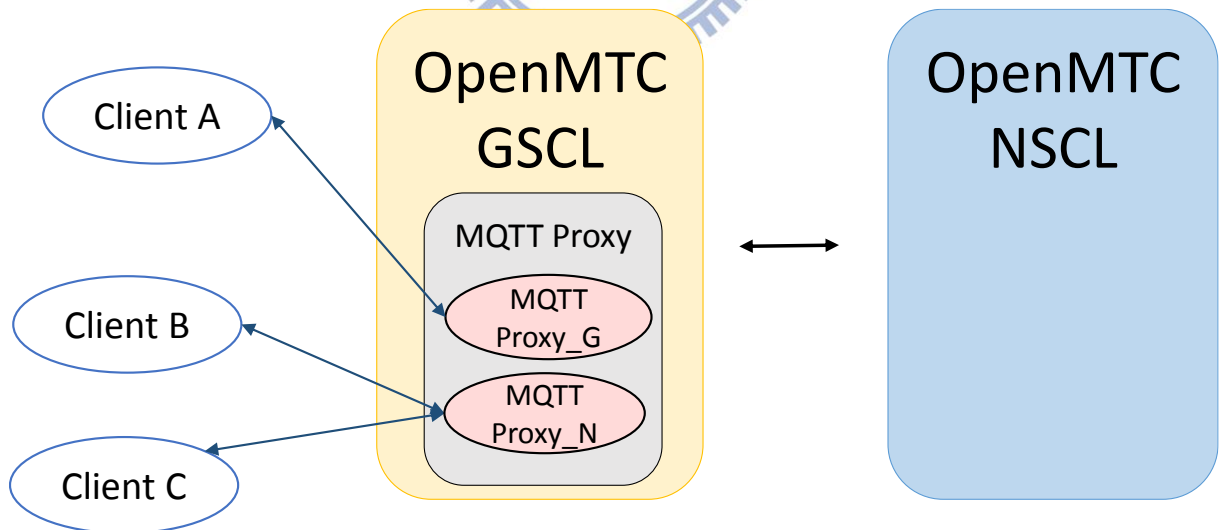 OpenMTC
GSCL
OpenMTC
NSCL
Client A
MQTT Proxy
MQTT
Proxy_G
Client B
MQTT
Proxy_N
Client C